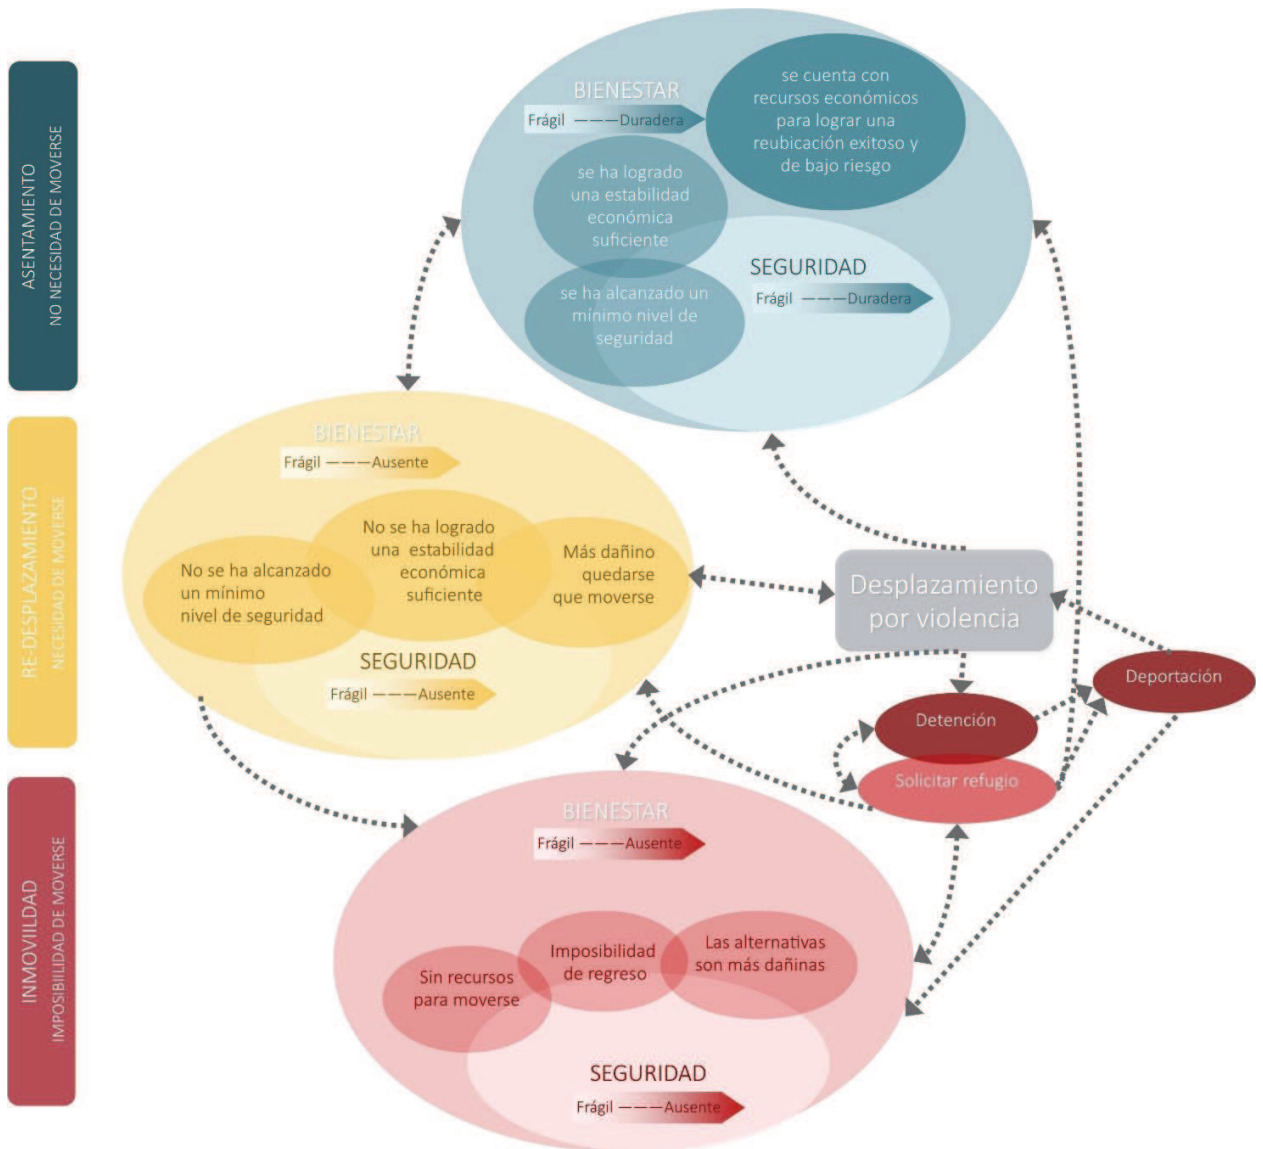 ASENTAMIENTO
NO NECESIDAD DE MOVERSE
BIENESTAR
Frágil ———Duradera
se cuenta con
recursos económicos
para lograr una
reubicación exitoso y
de bajo riesgo
se ha logrado
una estabilidad
económica
suficiente
SEGURIDAD
Frágil ———Duradera
se ha alcanzado un
mínimo nivel de
seguridad
RE-DESPLAZAMIENTO
NECESIDAD DE MOVERSE
BIENESTAR
Frágil ———Ausente
No se ha alcanzado
un mínimo
nivel de seguridad
No se ha logrado
una estabilidad
económica
suficiente
Más dañino
quedarse
que moverse
SEGURIDAD
Frágil ———Ausente
Desplazamiento
por violencia
Deportación
Detención
Solicitar refugio
INMOVIILDAD
IMPOSIBIILIDAD DE MOVERSE
BIENESTAR
Frágil ———Ausente
Sin recursos
para moverse
Imposibilidad
de regreso
Las alternativas
son más dañinas
SEGURIDAD
Frágil ———Ausente